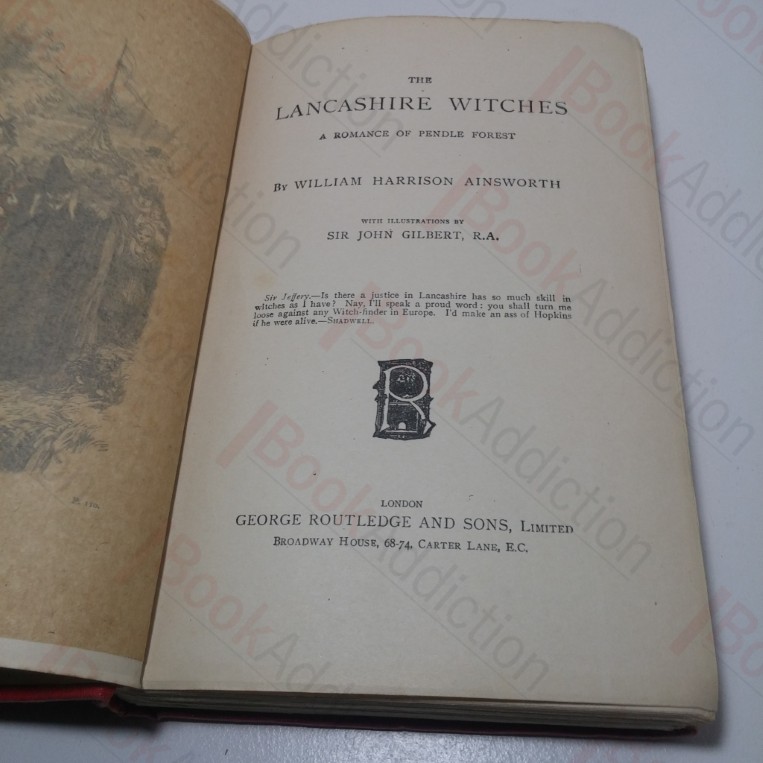 THE
LANCASHIRE WITCHES
A ROMANCE OF PENDLE FOREST
BY WILLIAM HARRISON AINSWORTH
WITH ILLUSTRATIONS BY
SIR JOHN GILBERT, R.A.
Sir Jeffery.—Is there a justice in Lancashire has so much skill in
witches as I have? Nay, I'll speak a proud word: you shall turn me
loose against any Witch-finder in Europe. I'd make an ass of Hopkins
if he were alive.—SHADWELL.
R
LONDON
GEORGE ROUTLEDGE AND SONS, LIMITED
BROADWAY HOUSE, 68-74, CARTER LANE, E.C.
BookAddiction